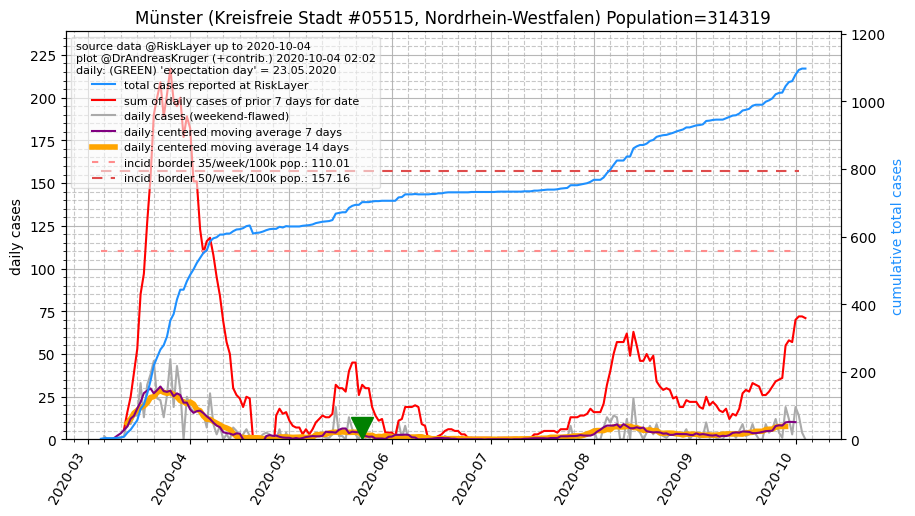 Münster (Kreisfreie Stadt #05515, Nordrhein-Westfalen) Population=314319
source data @RiskLayer up to 2020-10-04
plot @DrAndreasKruger (+contrib.) 2020-10-04 02:02
daily: (GREEN) 'expectation day' = 23.05.2020
total cases reported at RiskLayer
sum of daily cases of prior 7 days for date
daily cases (weekend-flawed)
daily: centered moving average 7 days
daily: centered moving average 14 days
incid. border 35/week/100k pop.: 110.01
incid. border 50/week/100k pop.: 157.16
daily cases
225
200
175
150
125
100
75
50
25
0
cumulative total cases
1200
1000
800
600
400
200
0
2020-03
2020-04
2020-05
2020-06
2020-07
2020-08
2020-09
2020-10